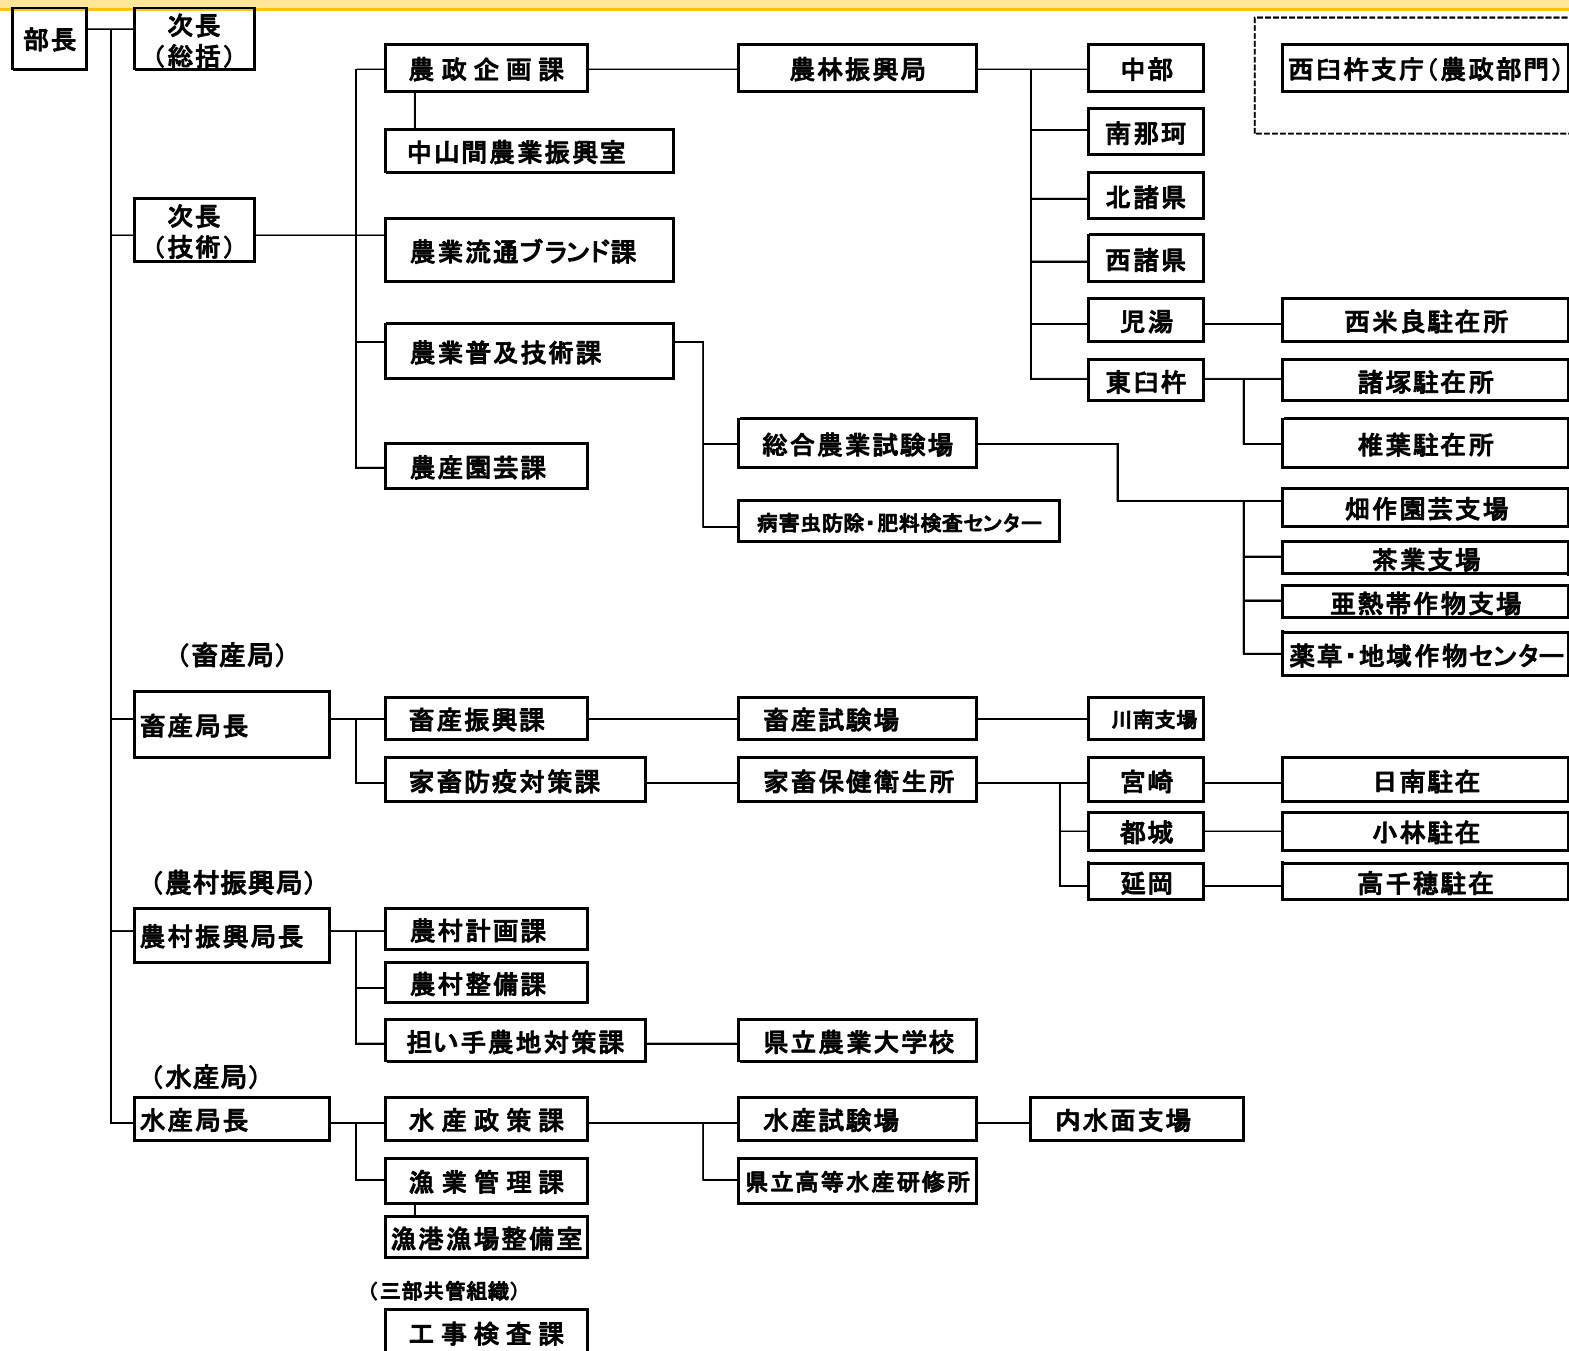 部長
次長
（総括）
農政企画課
農林振興局
中部
西臼杵支庁（農政部門）
南那珂
中山間農業振興室
北諸県
次長
（技術）
農業流通ブランド課
西諸県
児湯
西米良駐在所
農業普及技術課
東臼杵
諸塚駐在所
総合農業試験場
椎葉駐在所
農産園芸課
畑作園芸支場
病害虫防除・肥料検査センター
茶業支場
亜熱帯作物支場
薬草・地域作物センター
（畜産局）
畜産局長
畜産振興課
畜産試験場
川南支場
家畜防疫対策課
家畜保健衛生所
宮崎
日南駐在
都城
小林駐在
延岡
高千穂駐在
（農村振興局）
農村振興局長
農村計画課
農村整備課
担い手農地対策課
県立農業大学校
（水産局）
水産局長
水産政策課
水産試験場
内水面支場
漁業管理課
県立高等水産研修所
漁港漁場整備室
（三部共管組織）
工事検査課